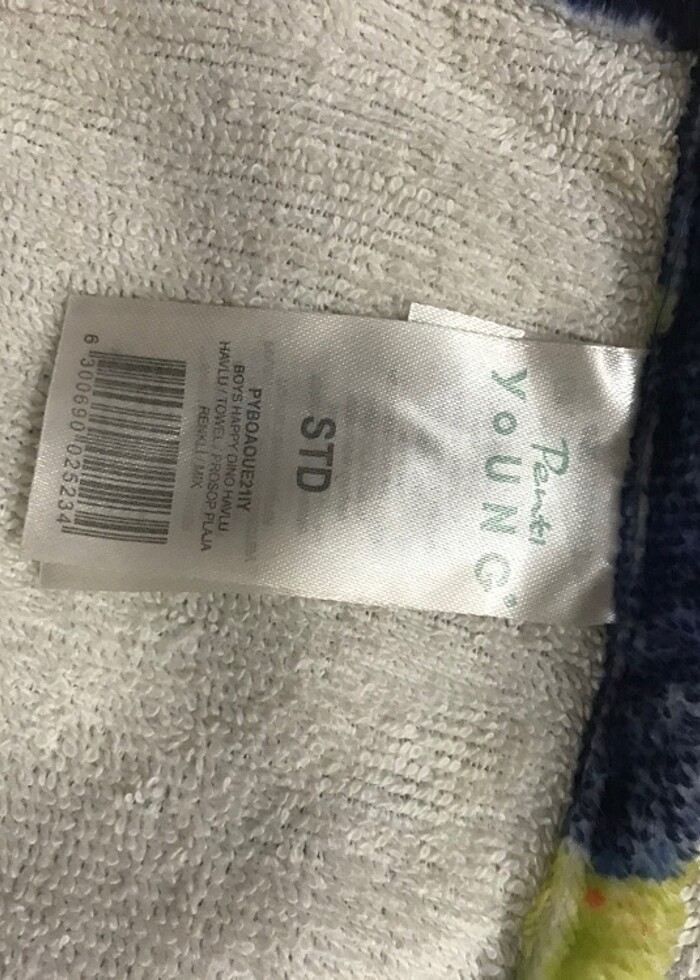 Penti
YOUNG
STD
PYBOAOUE21IY
BOYS HAPPY DINO HAVLU
HAVLU / TOWEL / PROSOP PLAJA
RENKLİ / MIX
6 300690 025234